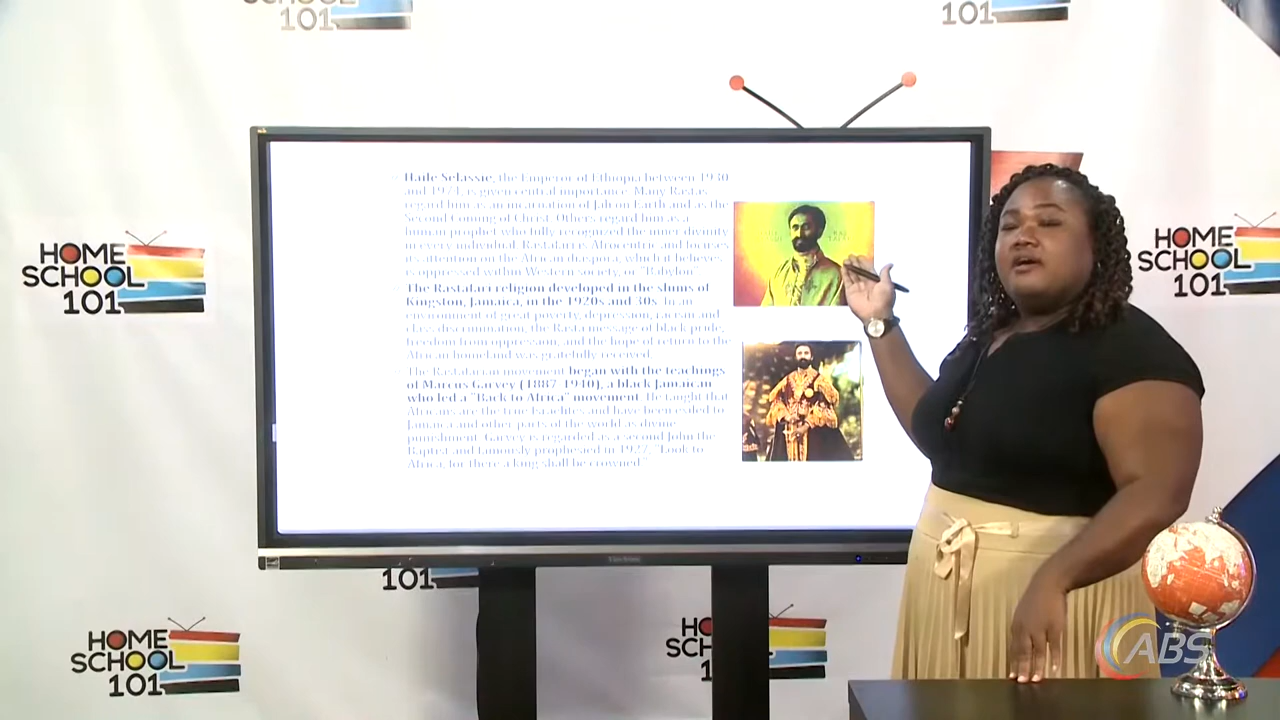 SCHOOL
101
101
Haile Selassie, the Emperor of Ethiopia between 1930
and 1974, is given central importance. Many Rastas
regard him as an incarnation of Jah on Earth and as the
Second Coming of Christ. Others regard him as a
human prophet who fully recognized the inner divinity
in every individual. Rastafari is Afrocentric and focuses
its attention on the African diaspora, which it believes
is oppressed within Western society, or "Babylon"
The Rastafari religion developed in the slums of
Kingston, Jamaica, in the 1920s and 30s. In an
environment of great poverty, depression, racism and
class discrimination, the Rasta message of black pride,
freedom from oppression, and the hope of return to the
African homeland was gratefully received.
The Rastafarian movement began with the teachings
of Marcus Garvey (1887-1940), a black Jamaican
who led a "Back to Africa" movement. He taught that
Africans are the true Israelites and have been exiled to
Jamaica and other parts of the world as divine
punishment. Garvey is regarded as a second John the
Baptist and famously prophesied in 1927, "Look to
Africa, for there a king shall be crowned"
HOME
SCHOOL
101
HOME
SCHOOL
101
101
HOME
SCHOOL
101
ABS